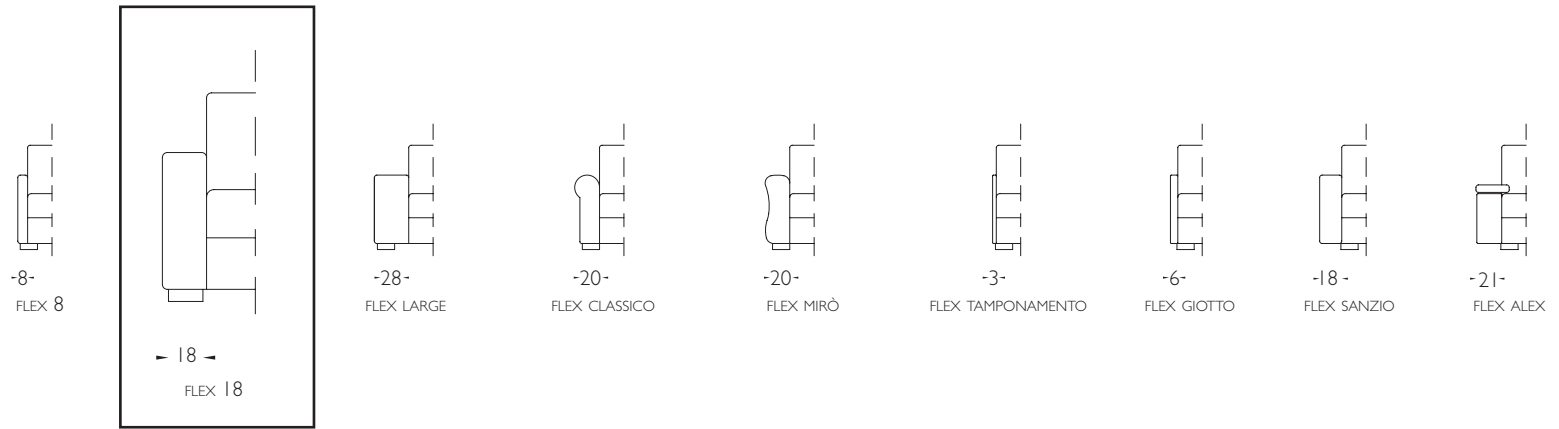 8
FLEX 8
18
FLEX 18
28
FLEX LARGE
20
FLEX CLASSICO
20
FLEX MIRÒ
3
FLEX TAMPONAMENTO
6
FLEX GIOTTO
18
FLEX SANZIO
21
FLEX ALEX